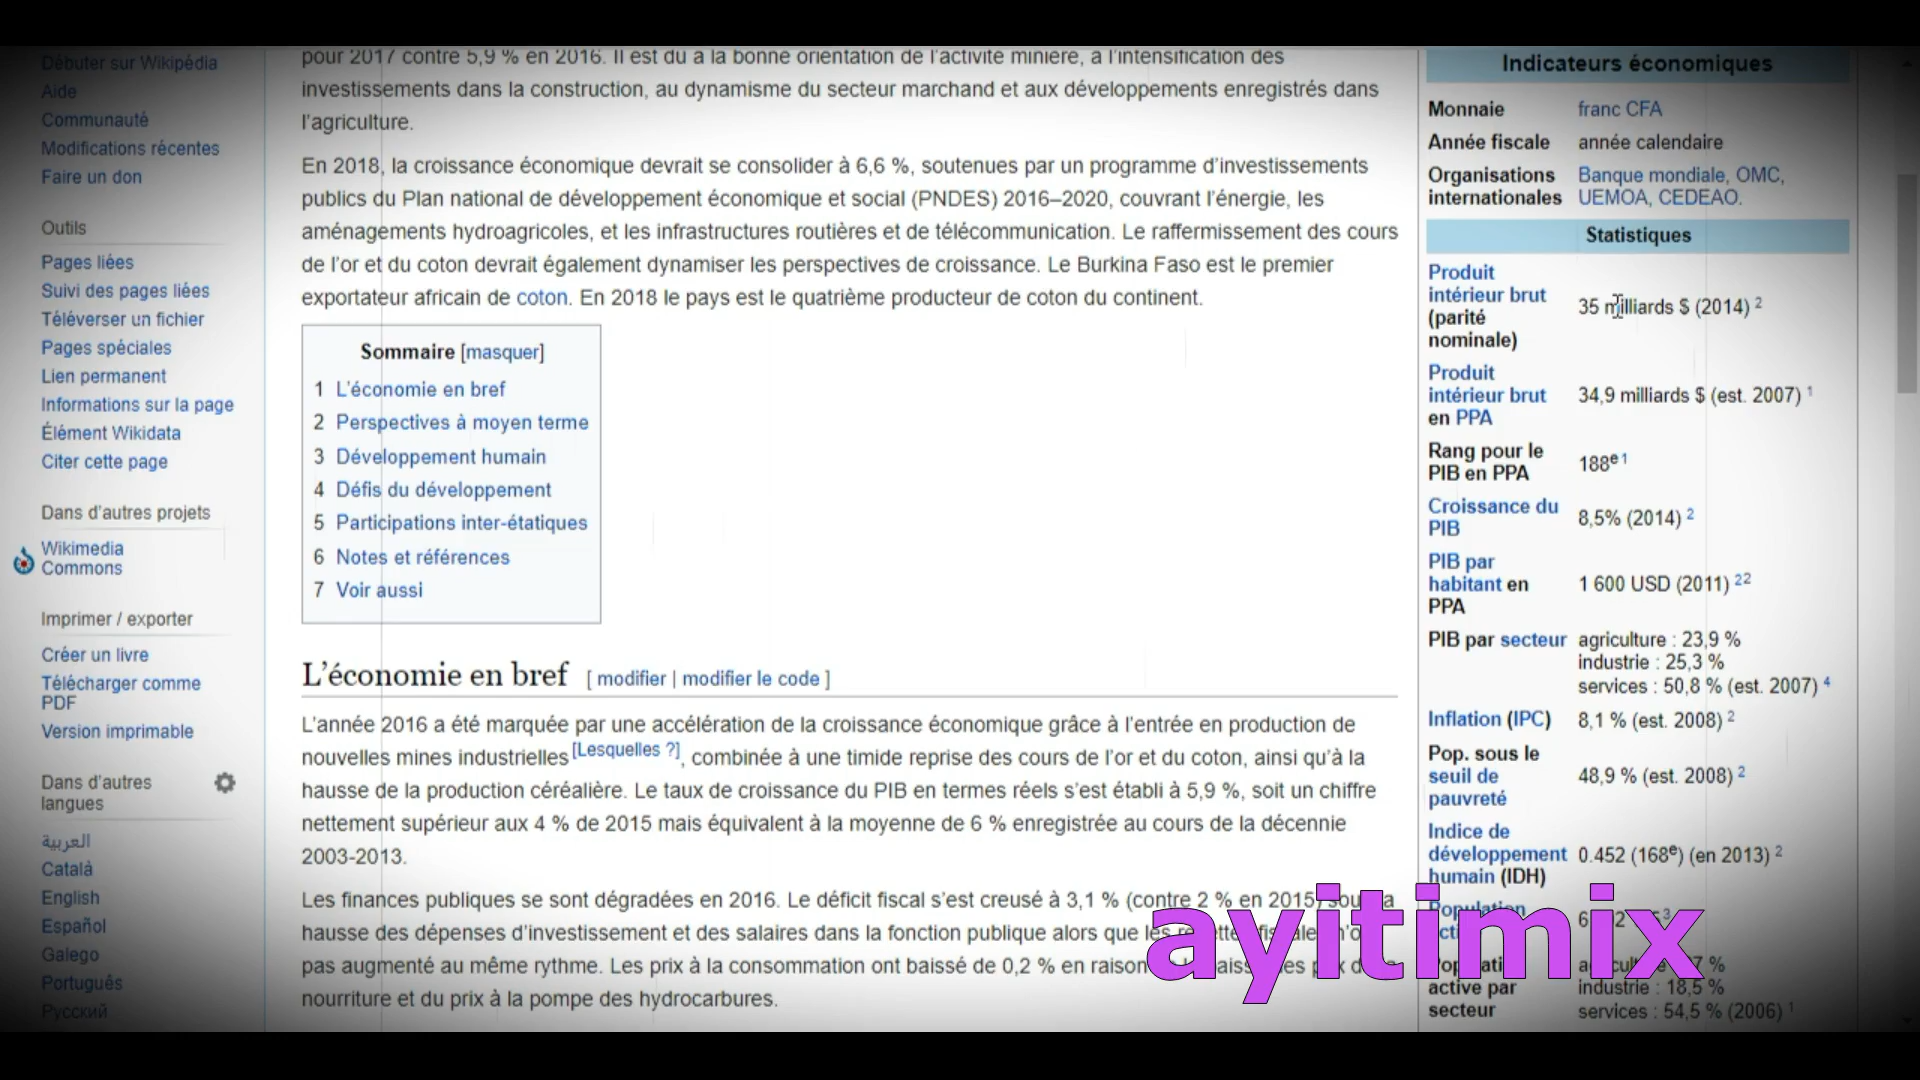 Débuter sur Wikipédia
Aide
Communauté
Modifications récentes
Faire un don
Outils
Pages liées
Suivi des pages liées
Téléverser un fichier
Pages spéciales
Lien permanent
Informations sur la page
Élément Wikidata
Citer cette page
Dans d'autres projets
Wikimedia
Commons
Imprimer / exporter
Créer un livre
Télécharger comme
PDF
Version imprimable
Dans d'autres
langues
العربية
Català
English
Español
Galego
Português
Русский
pour 2017 contre 5,9 % en 2016. Il est du à la bonne orientation de l'activité minière, à l'intensification des
investissements dans la construction, au dynamisme du secteur marchand et aux développements enregistrés dans
l'agriculture.
En 2018, la croissance économique devrait se consolider à 6,6 %, soutenues par un programme d'investissements
publics du Plan national de développement économique et social (PNDES) 2016–2020, couvrant l'énergie, les
aménagements hydroagricoles, et les infrastructures routières et de télécommunication. Le raffermissement des cours
de l'or et du coton devrait également dynamiser les perspectives de croissance. Le Burkina Faso est le premier
exportateur africain de coton. En 2018 le pays est le quatrième producteur de coton du continent.
Sommaire [masquer]
1 L'économie en bref
2 Perspectives à moyen terme
3 Développement humain
4 Défis du développement
5 Participations inter-étatiques
6 Notes et références
7 Voir aussi
L'économie en bref [ modifier | modifier le code ]
L'année 2016 a été marquée par une accélération de la croissance économique grâce à l'entrée en production de
nouvelles mines industrielles [Lesquelles ?], combinée à une timide reprise des cours de l'or et du coton, ainsi qu'à la
hausse de la production céréalière. Le taux de croissance du PIB en termes réels s'est établi à 5,9 %, soit un chiffre
nettement supérieur aux 4 % de 2015 mais équivalent à la moyenne de 6 % enregistrée au cours de la décennie
2003-2013.
Les finances publiques se sont dégradées en 2016. Le déficit fiscal s'est creusé à 3,1 % (contre 2 % en 2015)
hausse des dépenses d'investissement et des salaires dans la fonction publique alors que les
pas augmenté au même rythme. Les prix à la consommation ont baissé de 0,2 % en raison
nourriture et du prix à la pompe des hydrocarbures.
Indicateurs économiques
Monnaie franc CFA
Année fiscale année calendaire
Organisations Banque mondiale, OMC,
internationales UEMOA, CEDEAO.
Statistiques
Produit
intérieur brut
(parité
nominale)
35 milliards $ (2014) 2
Produit
intérieur brut
en PPA
34,9 milliards $ (est. 2007) 1
Rang pour le
PIB en PPA
188e 1
Croissance du
PIB
8,5% (2014) 2
PIB par
habitant en
PPA
1 600 USD (2011) 22
PIB par secteur agriculture : 23,9 %
industrie : 25,3 %
services : 50,8 % (est. 2007) 4
Inflation (IPC) 8,1 % (est. 2008) 2
Pop. sous le
seuil de
pauvreté
48,9 % (est. 2008) 2
Indice de
développement
humain (IDH)
0.452 (168e) (en 2013) 2
Population
active par
secteur
industrie : 18,5 %
services : 54,5 % (2006) 1
ayitimix